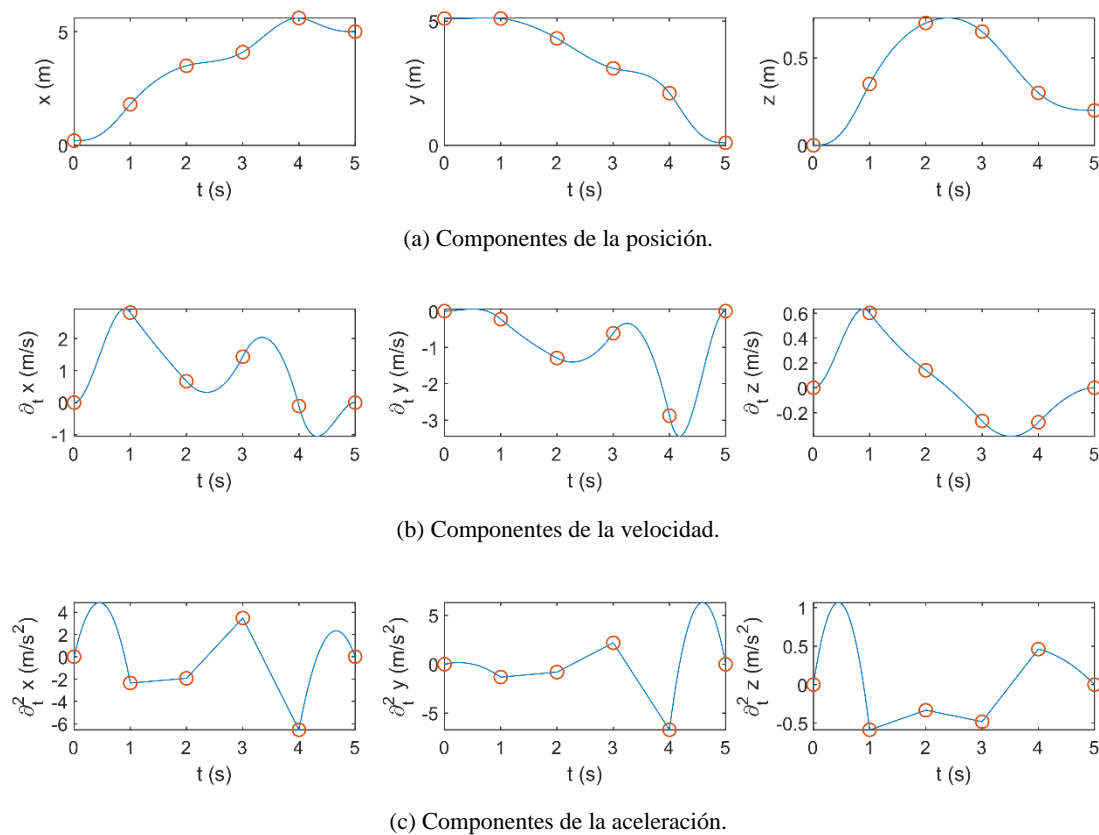 5
0
x (m)
0 1 2 3 4 5
t (s)
5
0
y (m)
0 1 2 3 4 5
t (s)
0.5
0
z (m)
0 1 2 3 4 5
t (s)
(a) Componentes de la posición.
2
1
0
-1
∂t x (m/s)
0 1 2 3 4 5
t (s)
0
-1
-2
-3
∂t y (m/s)
0 1 2 3 4 5
t (s)
0.6
0.4
0.2
0
-0.2
∂t z (m/s)
0 1 2 3 4 5
t (s)
(b) Componentes de la velocidad.
4
2
0
-2
-4
-6
∂t² x (m/s²)
0 1 2 3 4 5
t (s)
5
0
-5
∂t² y (m/s²)
0 1 2 3 4 5
t (s)
1
0.5
0
-0.5
∂t² z (m/s²)
0 1 2 3 4 5
t (s)
(c) Componentes de la aceleración.